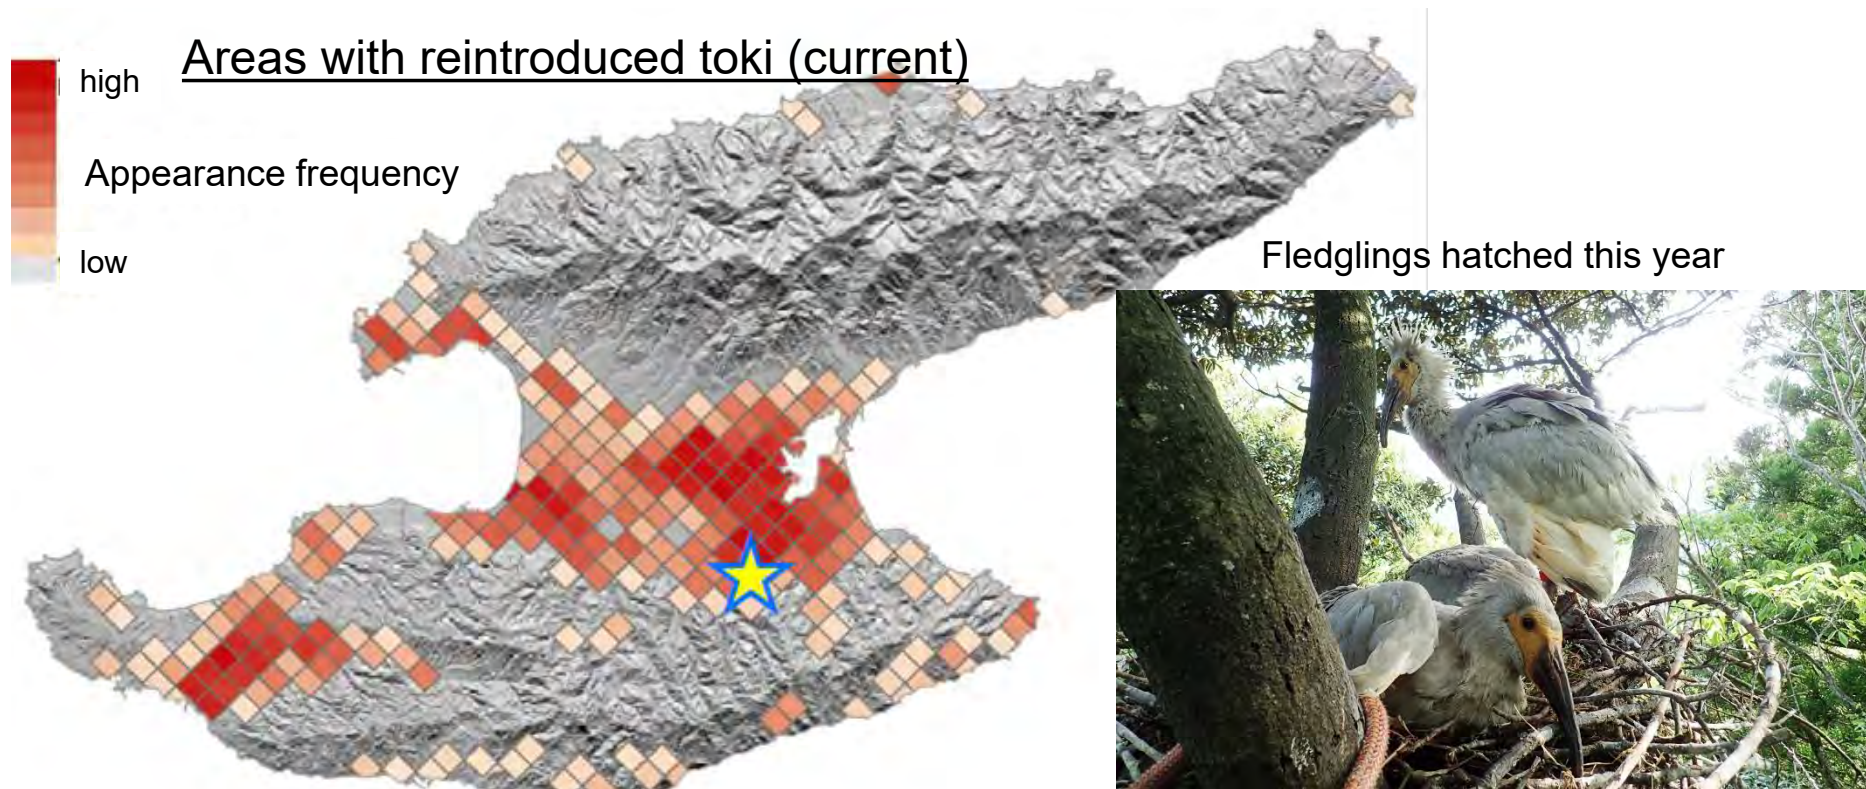 Areas with reintroduced toki (current)
high
Appearance frequency
low
Fledglings hatched this year